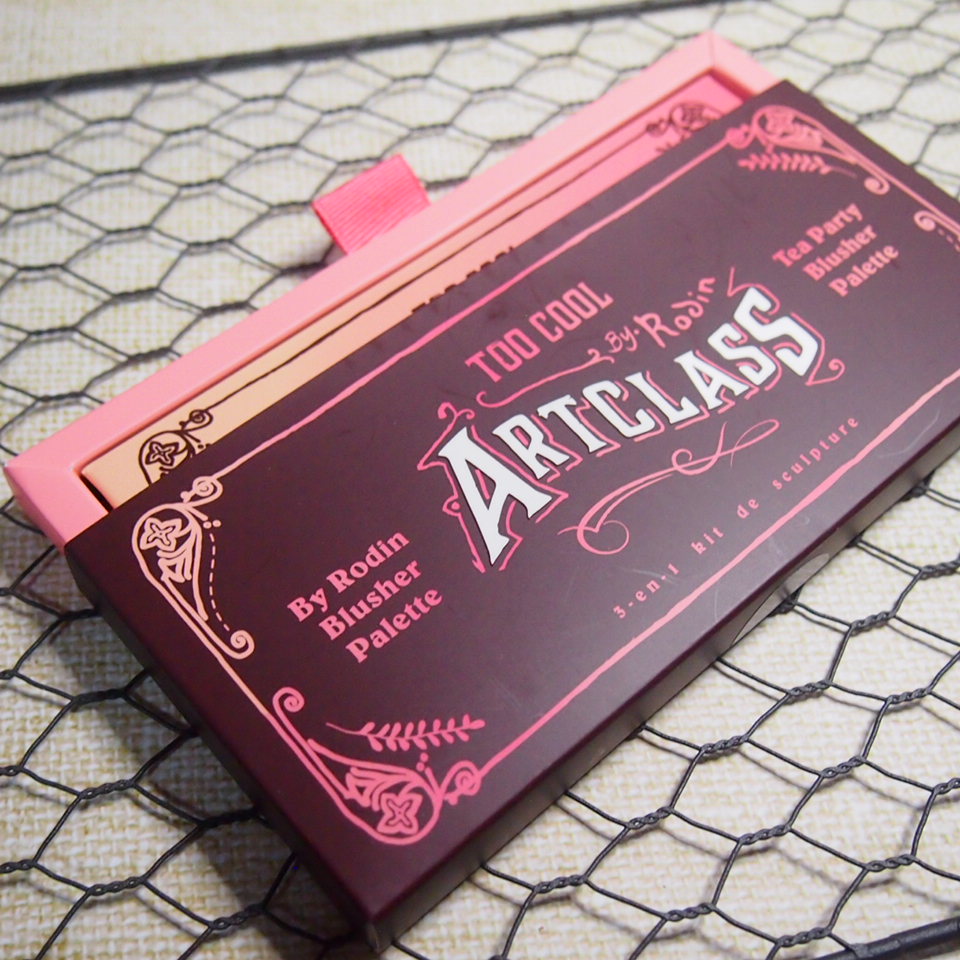 TOO COOL
By Rodin
ARTCLASS
By Rodin
Blusher
Palette
Tea Party
Blusher
Palette
3-en-1 kit de sculpture